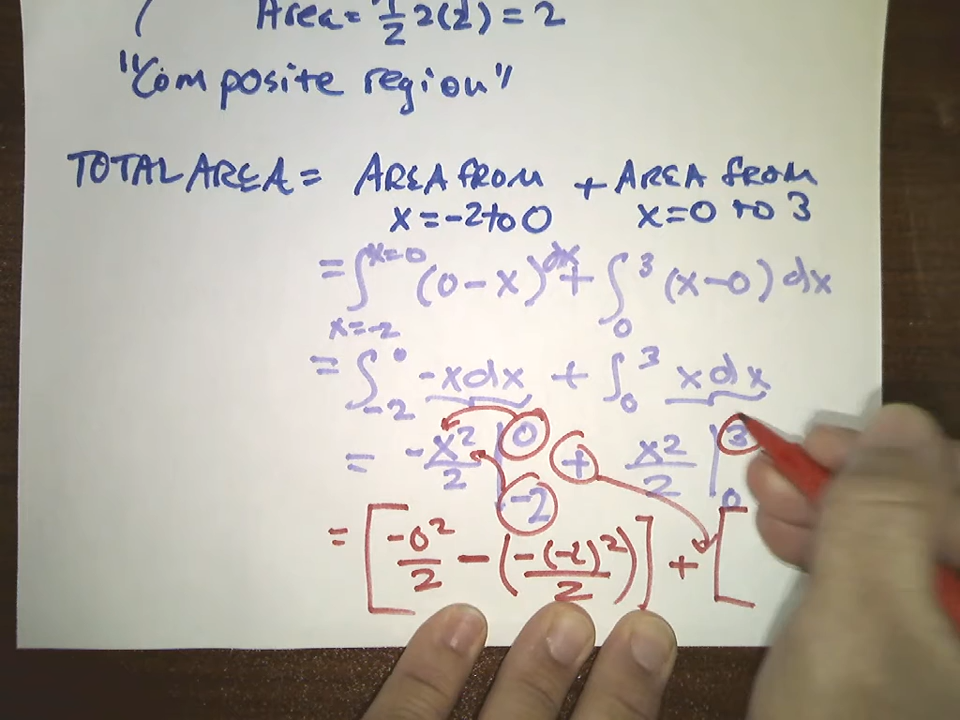 Area = 1/2 2(2) = 2
"Composite region"
TOTAL AREA = AREA FROM x=-2 to 0 + AREA FROM x=0 to 3
= ∫_{x=-2}^{x=0} (0-x) dx + ∫_0^3 (x-0) dx
= ∫_{-2}^0 -x dx + ∫_0^3 x dx
= -x²/2 |_{-2}^0 + x²/2 |_0^3
= [-0²/2 - (-(-2)²/2)] + [